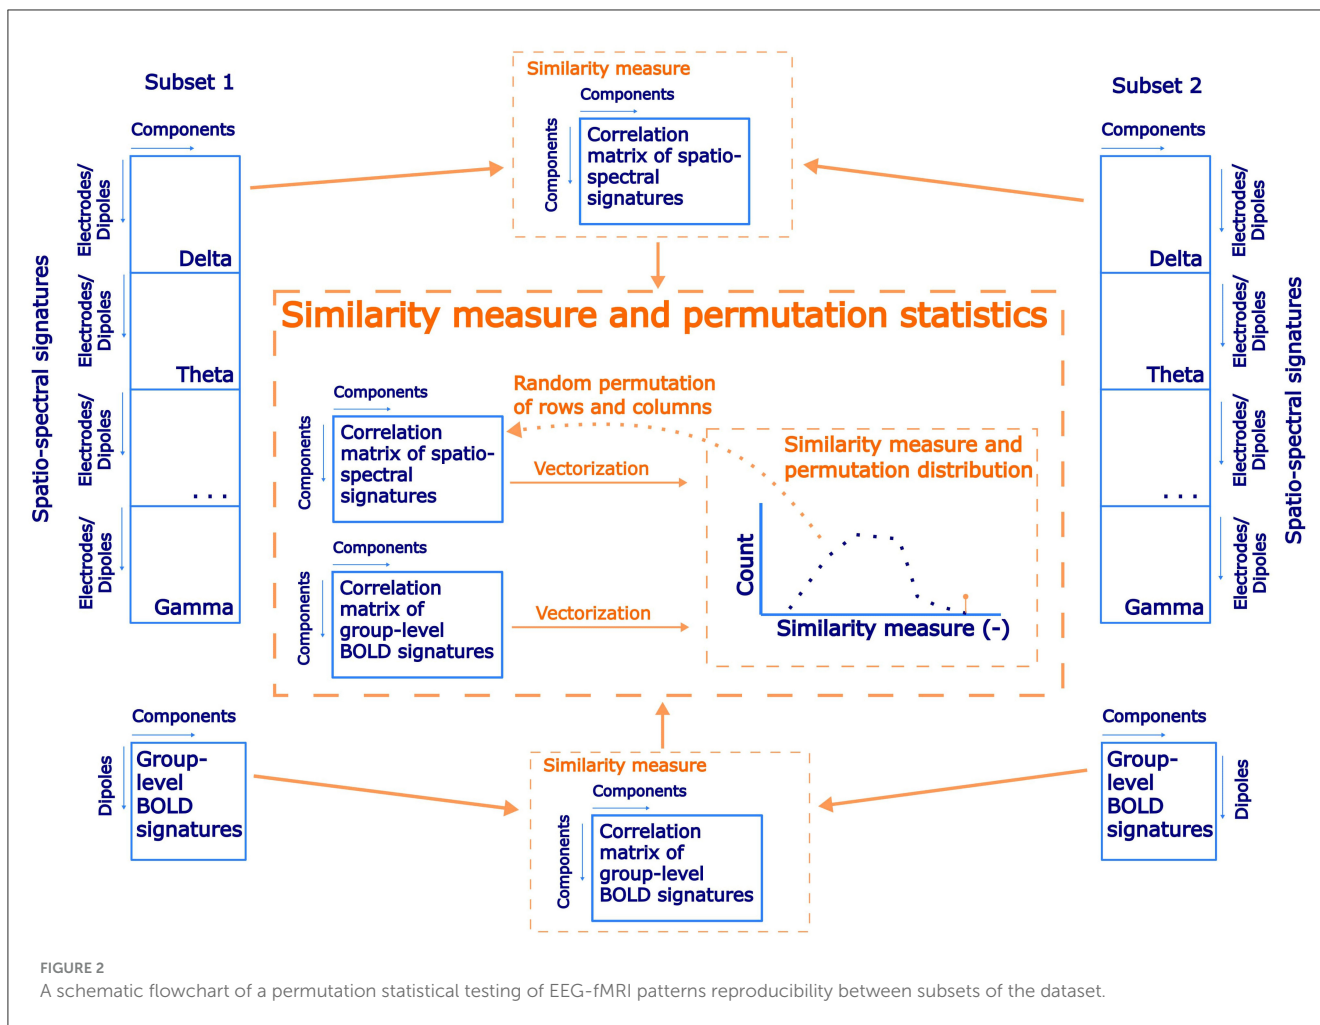 Subset 1
Components
Electrodes/
Dipoles
Delta
Electrodes/
Dipoles
Theta
Electrodes/
Dipoles
...
Electrodes/
Dipoles
Gamma
Spatio-spectral signatures
Similarity measure
Components
Components
Correlation
matrix of spatio-
spectral
signatures
Subset 2
Components
Electrodes/
Dipoles
Delta
Electrodes/
Dipoles
Theta
Electrodes/
Dipoles
...
Electrodes/
Dipoles
Gamma
Spatio-spectral signatures
Similarity measure and permutation statistics
Components
Components
Correlation
matrix of spatio-
spectral
signatures
Random permutation
of rows and columns
Vectorization
Components
Components
Correlation
matrix of
group-level
BOLD signatures
Vectorization
Similarity measure and
permutation distribution
Count
Similarity measure (-)
Components
Dipoles
Group-
level
BOLD
signatures
Similarity measure
Components
Components
Correlation
matrix of
group-level
BOLD signatures
Components
Group-
level
BOLD
signatures
Dipoles
FIGURE 2
A schematic flowchart of a permutation statistical testing of EEG-fMRI patterns reproducibility between subsets of the dataset.